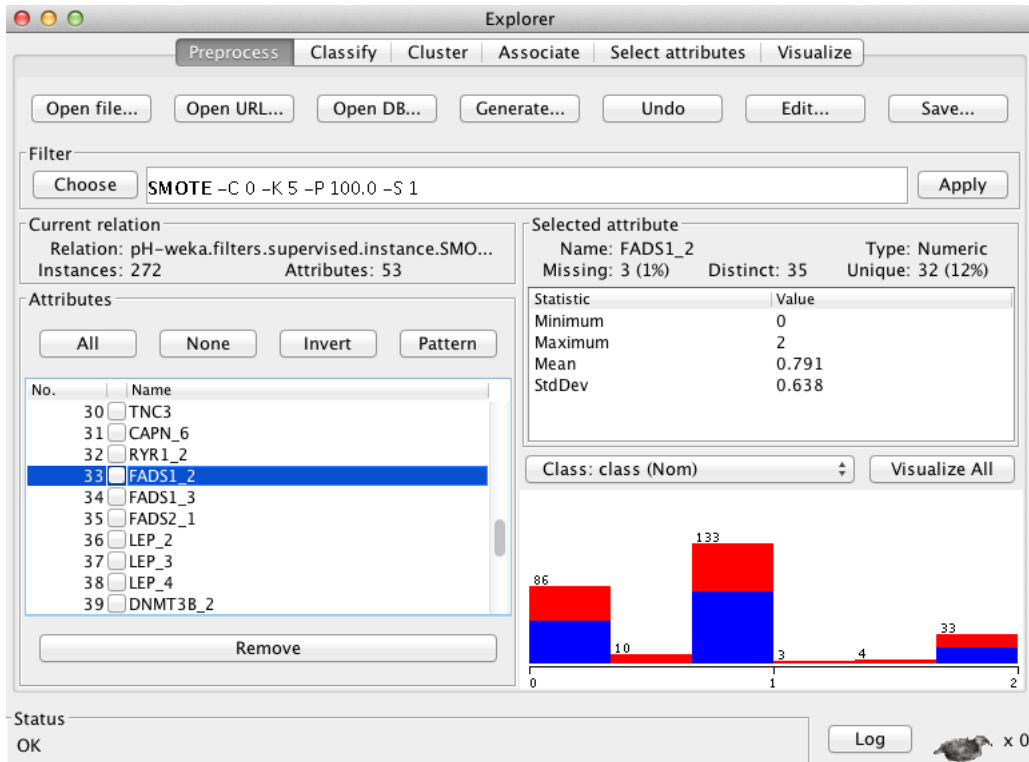 Explorer
Preprocess Classify Cluster Associate Select attributes Visualize
Open file... Open URL... Open DB... Generate... Undo Edit... Save...
Filter
Choose SMOTE -C 0 -K 5 -P 100.0 -S 1 Apply
Current relation
Relation: pH-weka.filters.supervised.instance.SMO...
Instances: 272 Attributes: 53
Selected attribute
Name: FADS1_2 Type: Numeric
Missing: 3 (1%) Distinct: 35 Unique: 32 (12%)
Attributes
All None Invert Pattern
No. Name
30 TNC3
31 CAPN_6
32 RYR1_2
33 FADS1_2
34 FADS1_3
35 FADS2_1
36 LEP_2
37 LEP_3
38 LEP_4
39 DNMT3B_2
Remove
Statistic Value
Minimum 0
Maximum 2
Mean 0.791
StdDev 0.638
Class: class (Nom) Visualize All
86 10 133 3 4 33
0 1 2
Status
OK
Log x 0